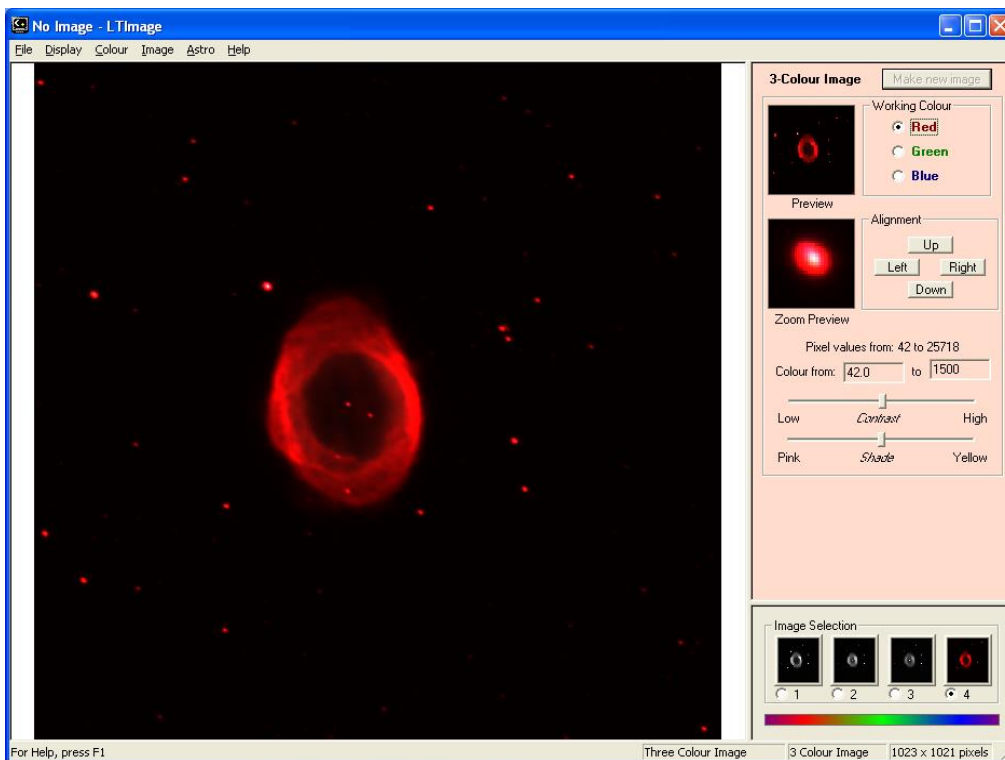 No Image - LTImage
File Display Colour Image Astro Help
3-Colour Image Make new image
Working Colour
Red
Green
Blue
Preview
Alignment
Up
Left Right
Down
Zoom Preview
Pixel values from: 42 to 25718
Colour from: 42.0 to 1500
Low Contrast High
Pink Shade Yellow
Image Selection
1 2 3 4
For Help, press F1 Three Colour Image 3 Colour Image 1023 x 1021 pixels